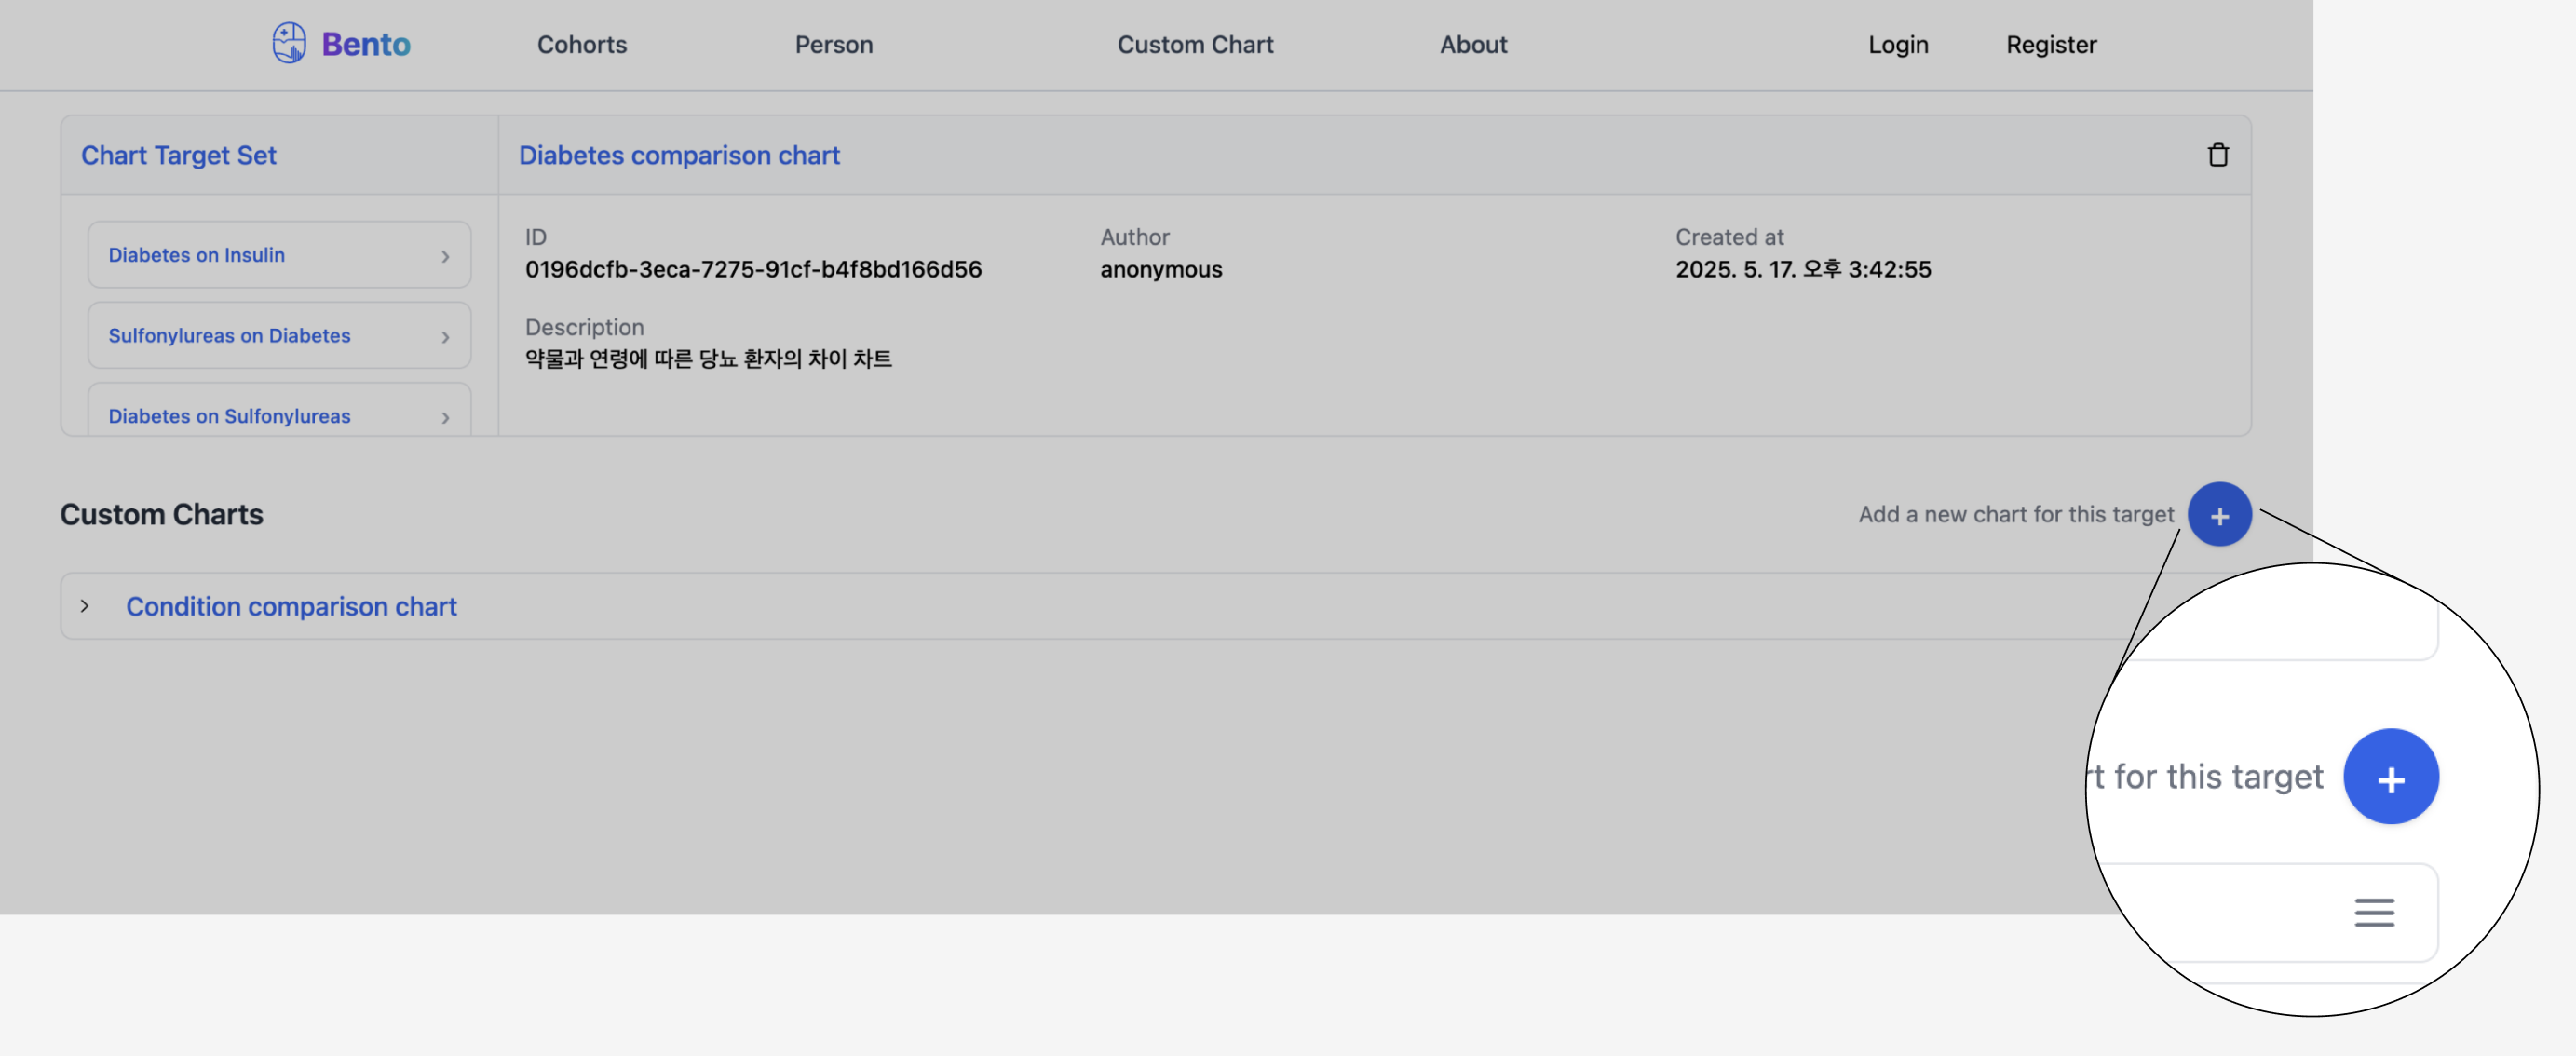 Bento
Cohorts
Person
Custom Chart
About
Login
Register
Chart Target Set
Diabetes on Insulin
Sulfonylureas on Diabetes
Diabetes on Sulfonylureas
Diabetes comparison chart
ID
0196dcfb-3eca-7275-91cf-b4f8bd166d56
Author
anonymous
Created at
2025. 5. 17. 오후 3:42:55
Description
약물과 연령에 따른 당뇨 환자의 차이 차트
Custom Charts
Add a new chart for this target
+
Condition comparison chart
rt for this target
+